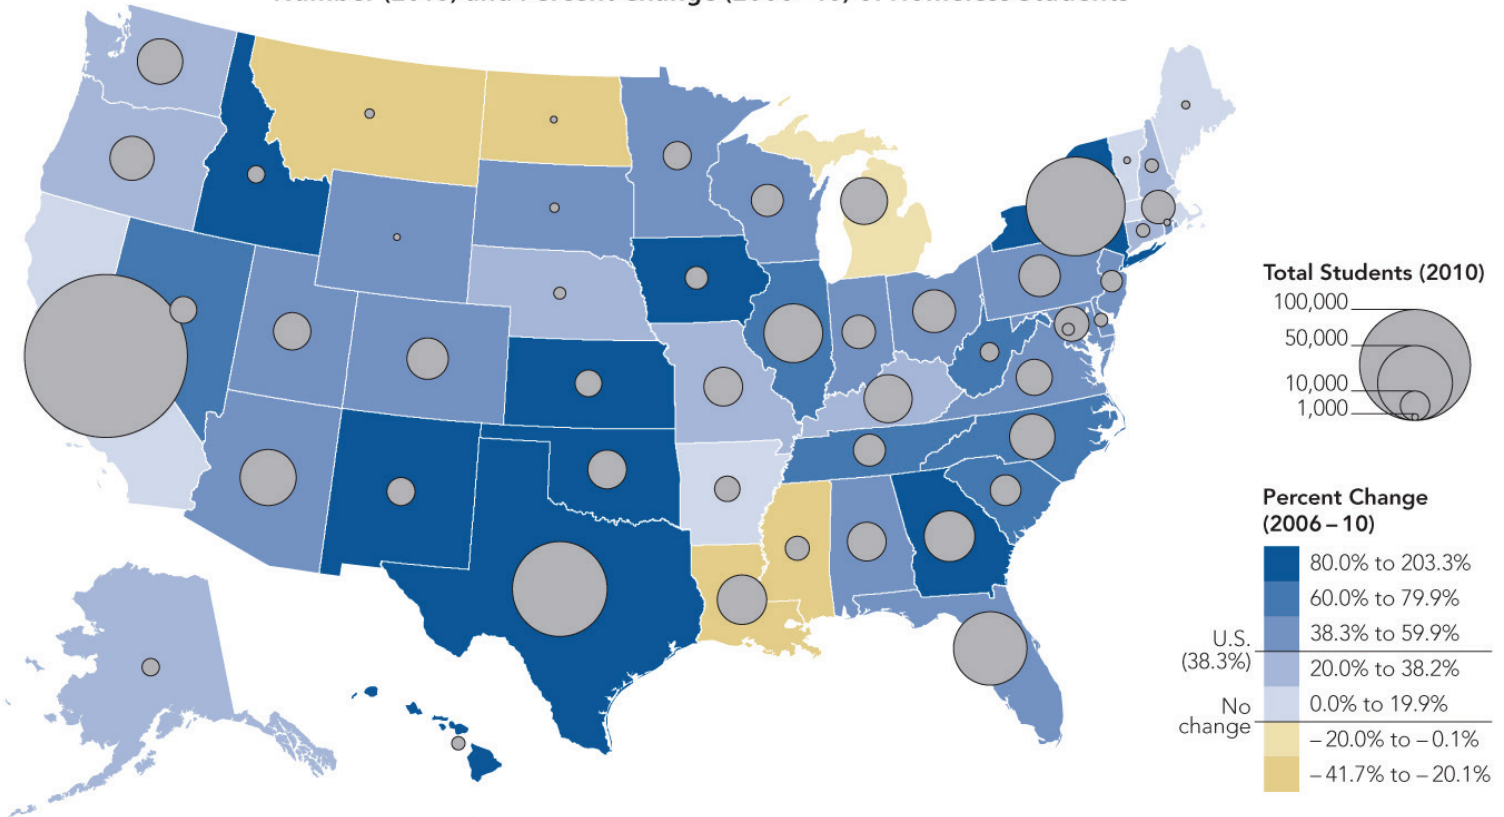 Total Students (2010)
100,000
50,000
10,000
1,000
Percent Change
(2006 – 10)
80.0% to 203.3%
60.0% to 79.9%
38.3% to 59.9%
U.S.
(38.3%)
20.0% to 38.2%
0.0% to 19.9%
No
change
– 20.0% to – 0.1%
– 41.7% to – 20.1%